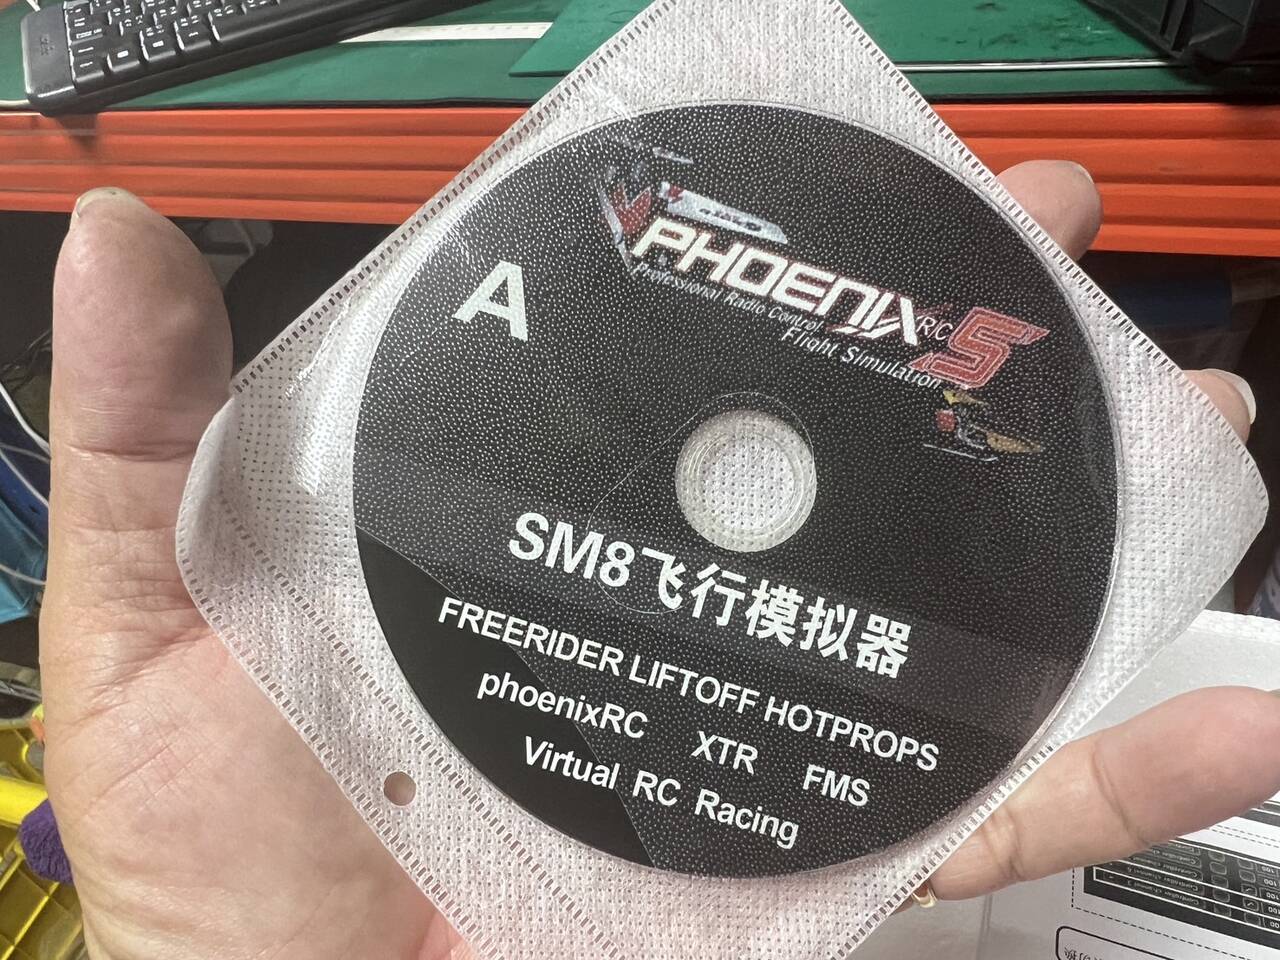 A
PHOENIX RC 5
Professional Radio Control
Flight Simulation
SM8飞行模拟器
FREERIDER LIFTOFF HOTPROPS
phoenixRC XTR FMS
Virtual RC Racing